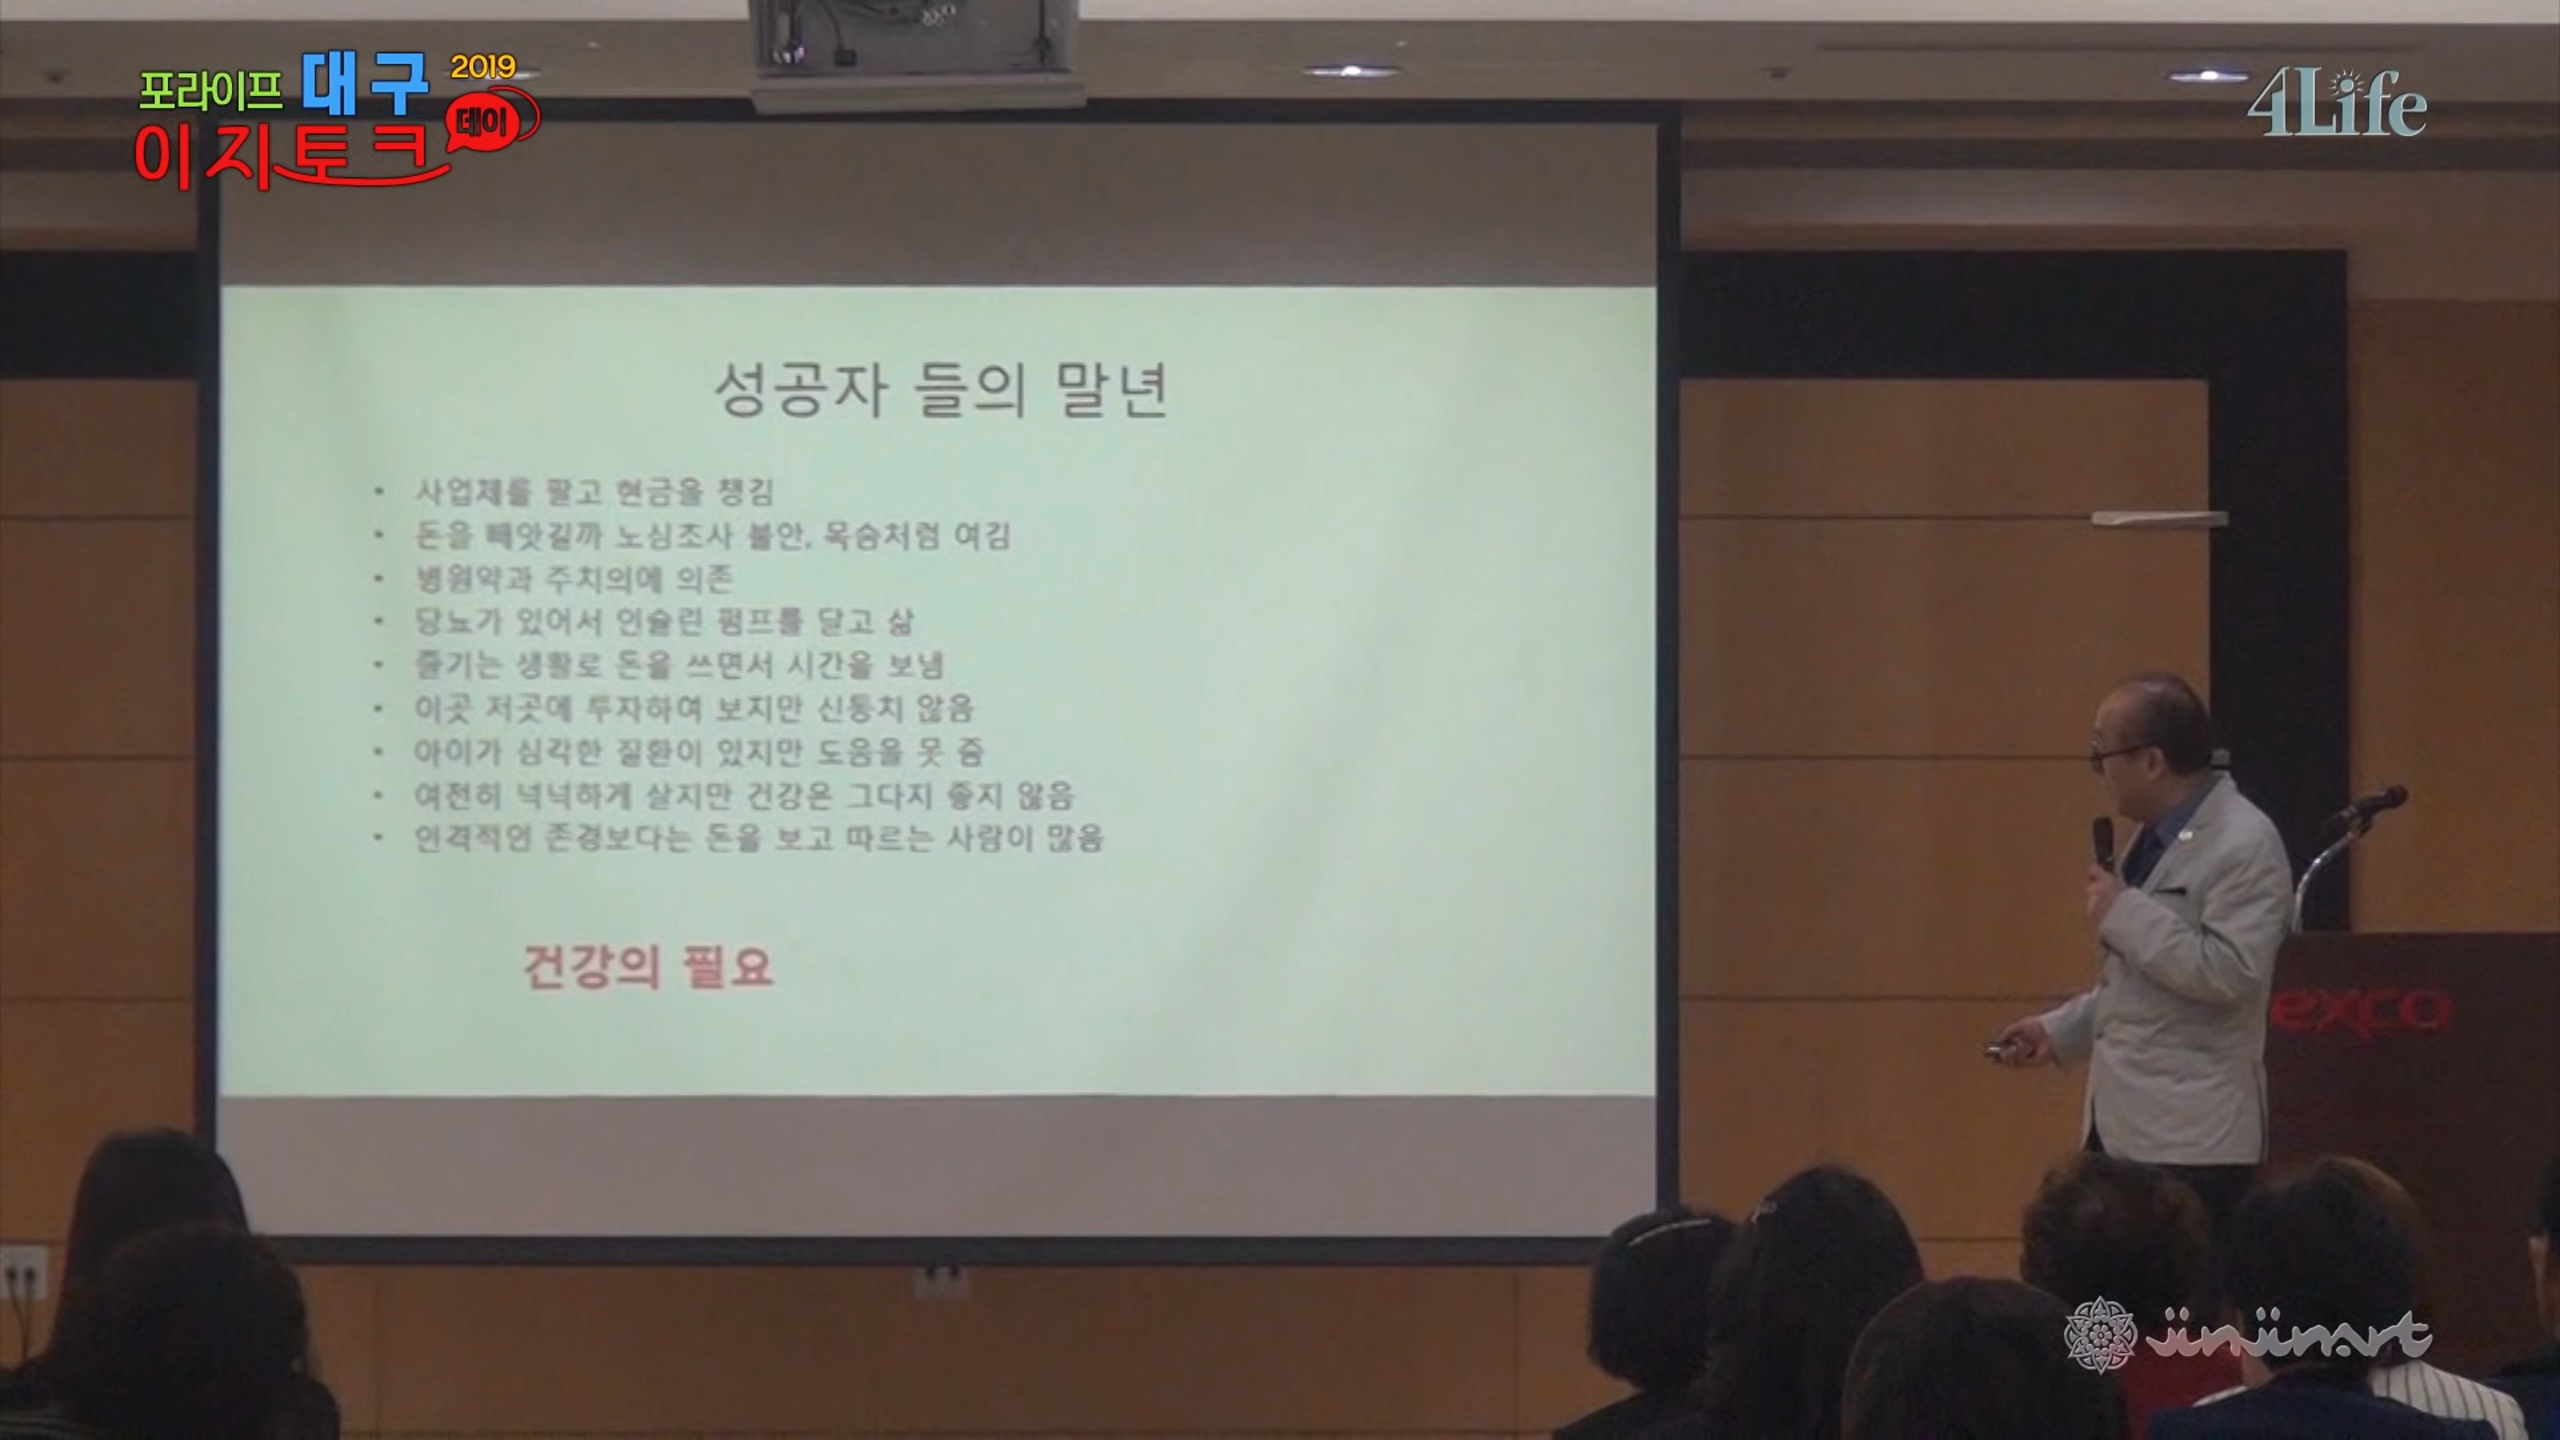 포라이프 대구 2019
이지토크 데이
4Life
성공자 들의 말년
• 사업체를 팔고 현금을 챙김
• 돈을 빼앗길까 노심조사 불안, 목숨처럼 여김
• 병원약과 주치의에 의존
• 당뇨가 있어서 인슐린 펌프를 달고 삶
• 즐기는 생활로 돈을 쓰면서 시간을 보냄
• 이곳 저곳에 투자하여 보지만 신통치 않음
• 아이가 심각한 질환이 있지만 도움을 못 줌
• 여전히 넉넉하게 살지만 건강은 그다지 좋지 않음
• 인격적인 존경보다는 돈을 보고 따르는 사람이 많음
건강의 필요
exco
jinjinart